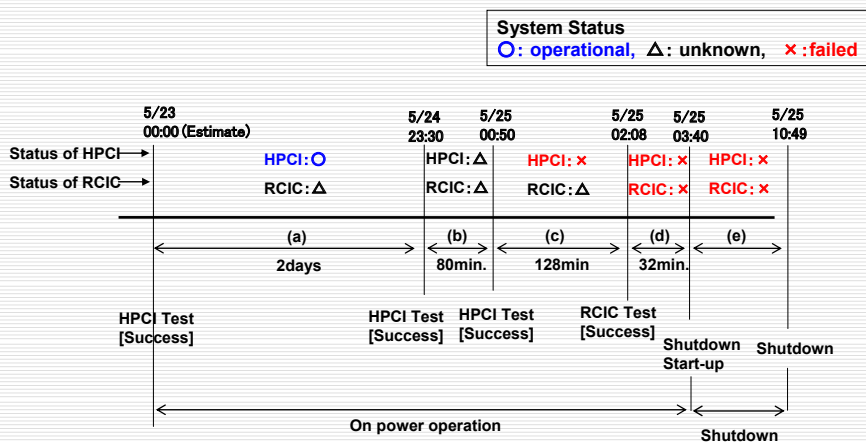 System Status
○: operational, △: unknown, ×:failed
5/23
00:00 (Estimate)
5/24
23:30
5/25
00:50
5/25
02:08
5/25
03:40
5/25
10:49
Status of HPCI
HPCI:○
HPCI:△
HPCI:×
HPCI:×
HPCI:×
Status of RCIC
RCIC:△
RCIC:△
RCIC:△
RCIC:×
RCIC:×
(a)
(b)
(c)
(d)
(e)
2days
80min.
128min
32min.
HPCI Test
[Success]
HPCI Test
[Success]
HPCI Test
[Success]
RCIC Test
[Success]
Shutdown
Start-up
Shutdown
On power operation
Shutdown